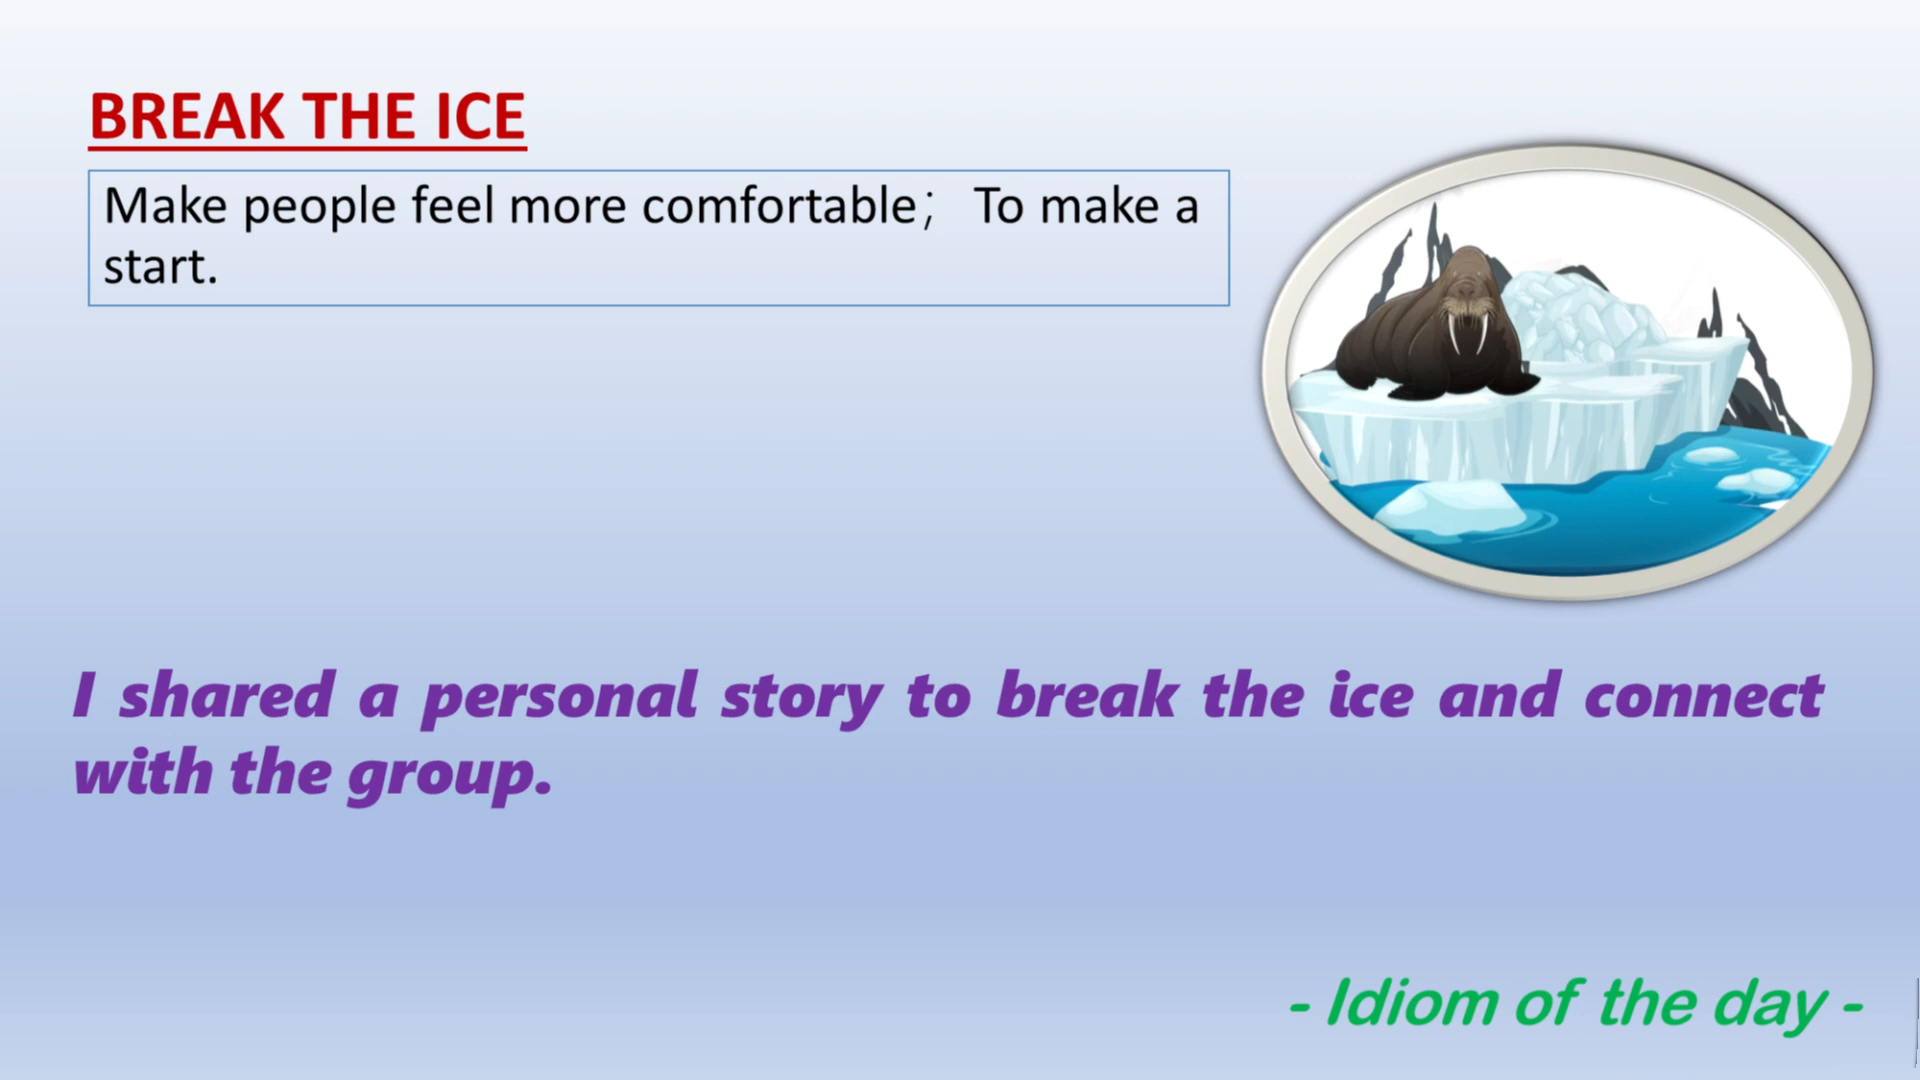 BREAK THE ICE
Make people feel more comfortable; To make a
start.
I shared a personal story to break the ice and connect
with the group.
- Idiom of the day -